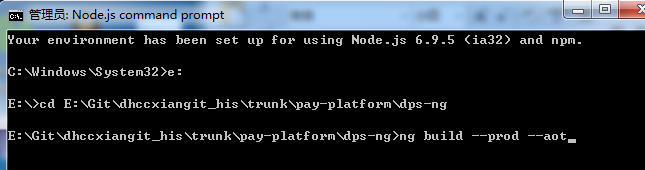 管理员: Node.js command prompt
Your environment has been set up for using Node.js 6.9.5 (ia32) and npm.
C:\Windows\System32>e:
E:\>cd E:\Git\dhccxiangit_his\trunk\pay-platform\dps-ng
E:\Git\dhccxiangit_his\trunk\pay-platform\dps-ng>ng build --prod --aot_